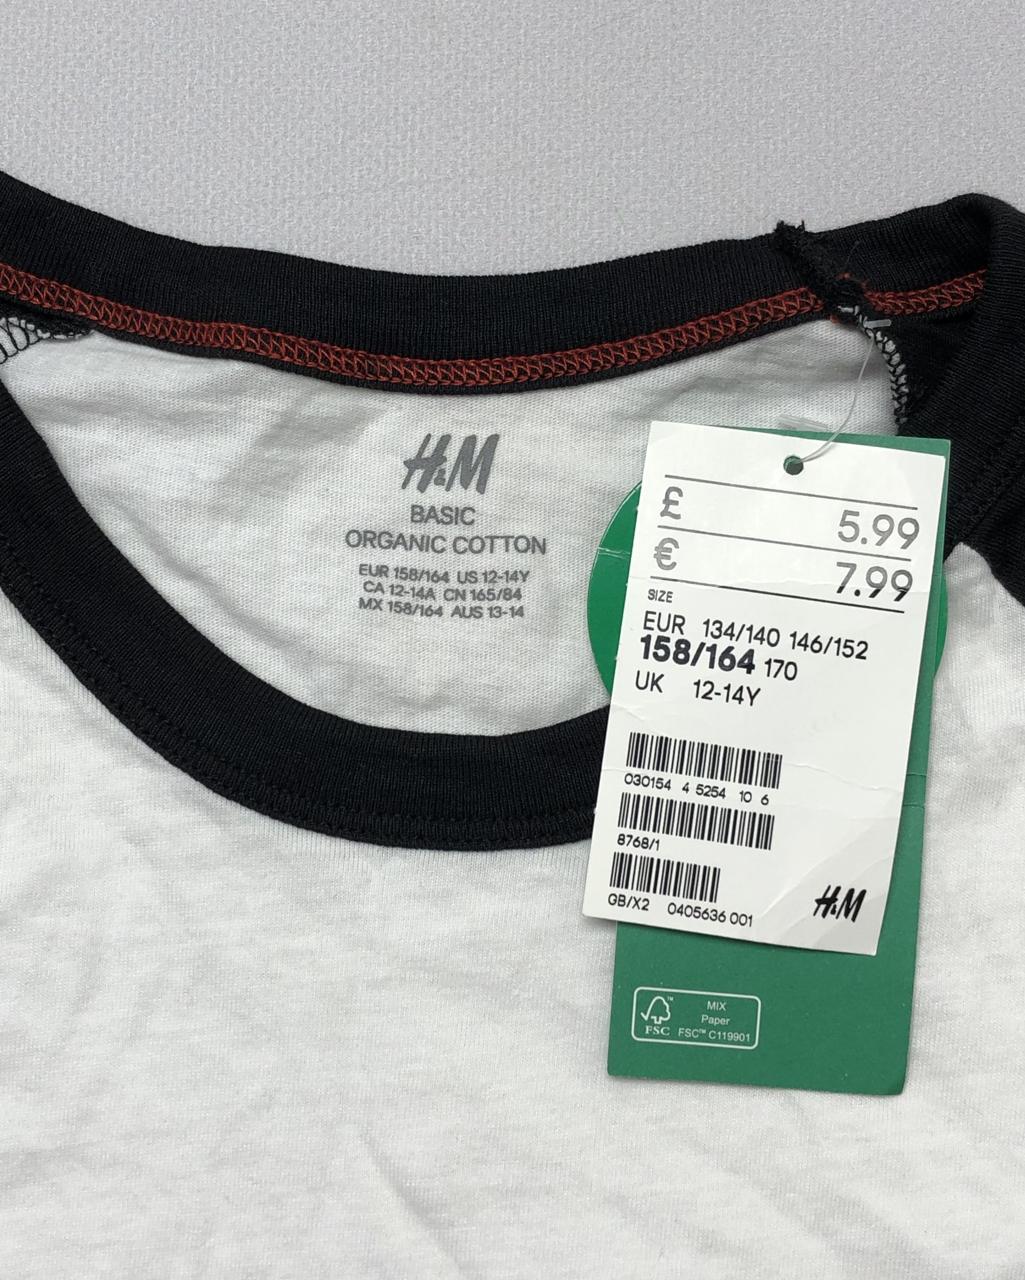 H&M
BASIC
ORGANIC COTTON
EUR 158/164 US 12-14Y
CA 12-14A CN 165/84
MX 158/164 AUS 13-14
£ 5.99
€ 7.99
SIZE
EUR 134/140 146/152
158/164 170
UK 12-14Y
030154 4 5254 10 6
8768/1
GB/X2 0405636 001
H&M
FSC™
MIX
Paper
FSC™ C119901